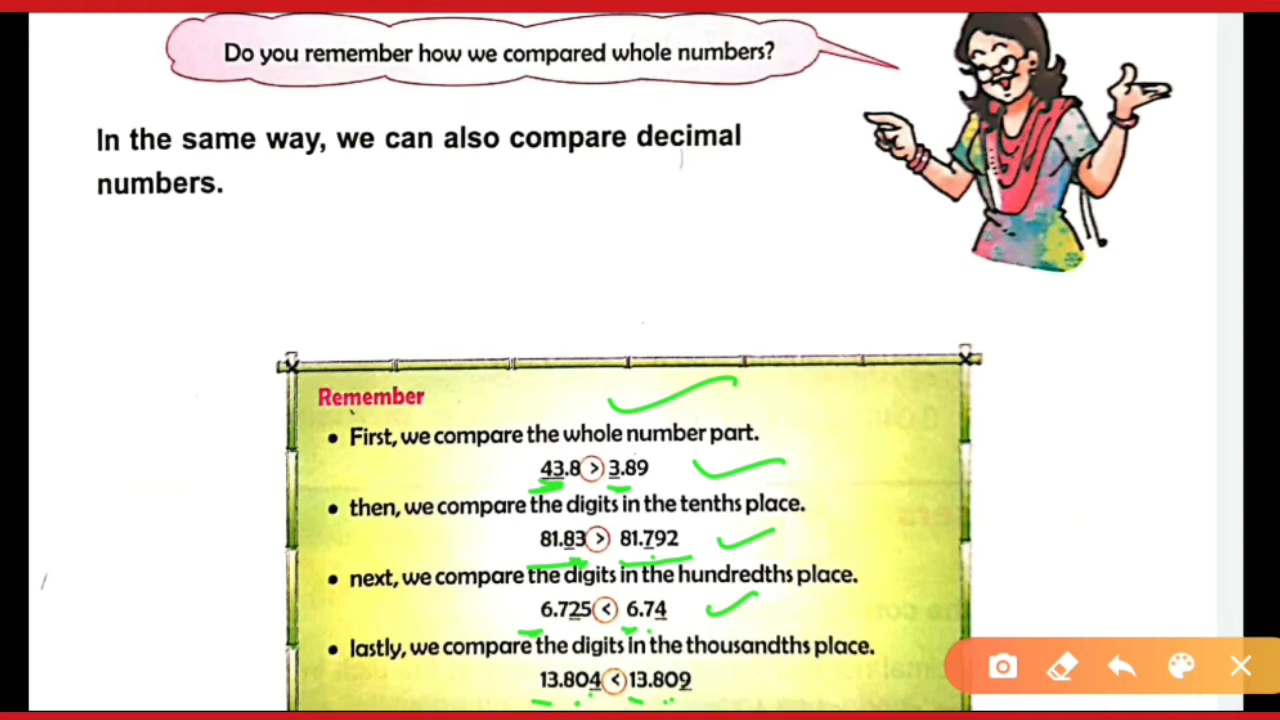 Do you remember how we compared whole numbers?
In the same way, we can also compare decimal
numbers.
Remember
• First, we compare the whole number part.
43.8 > 3.89
• then, we compare the digits in the tenths place.
81.83 > 81.792
• next, we compare the digits in the hundredths place.
6.725 < 6.74
• lastly, we compare the digits in the thousandths place.
13.804 < 13.809